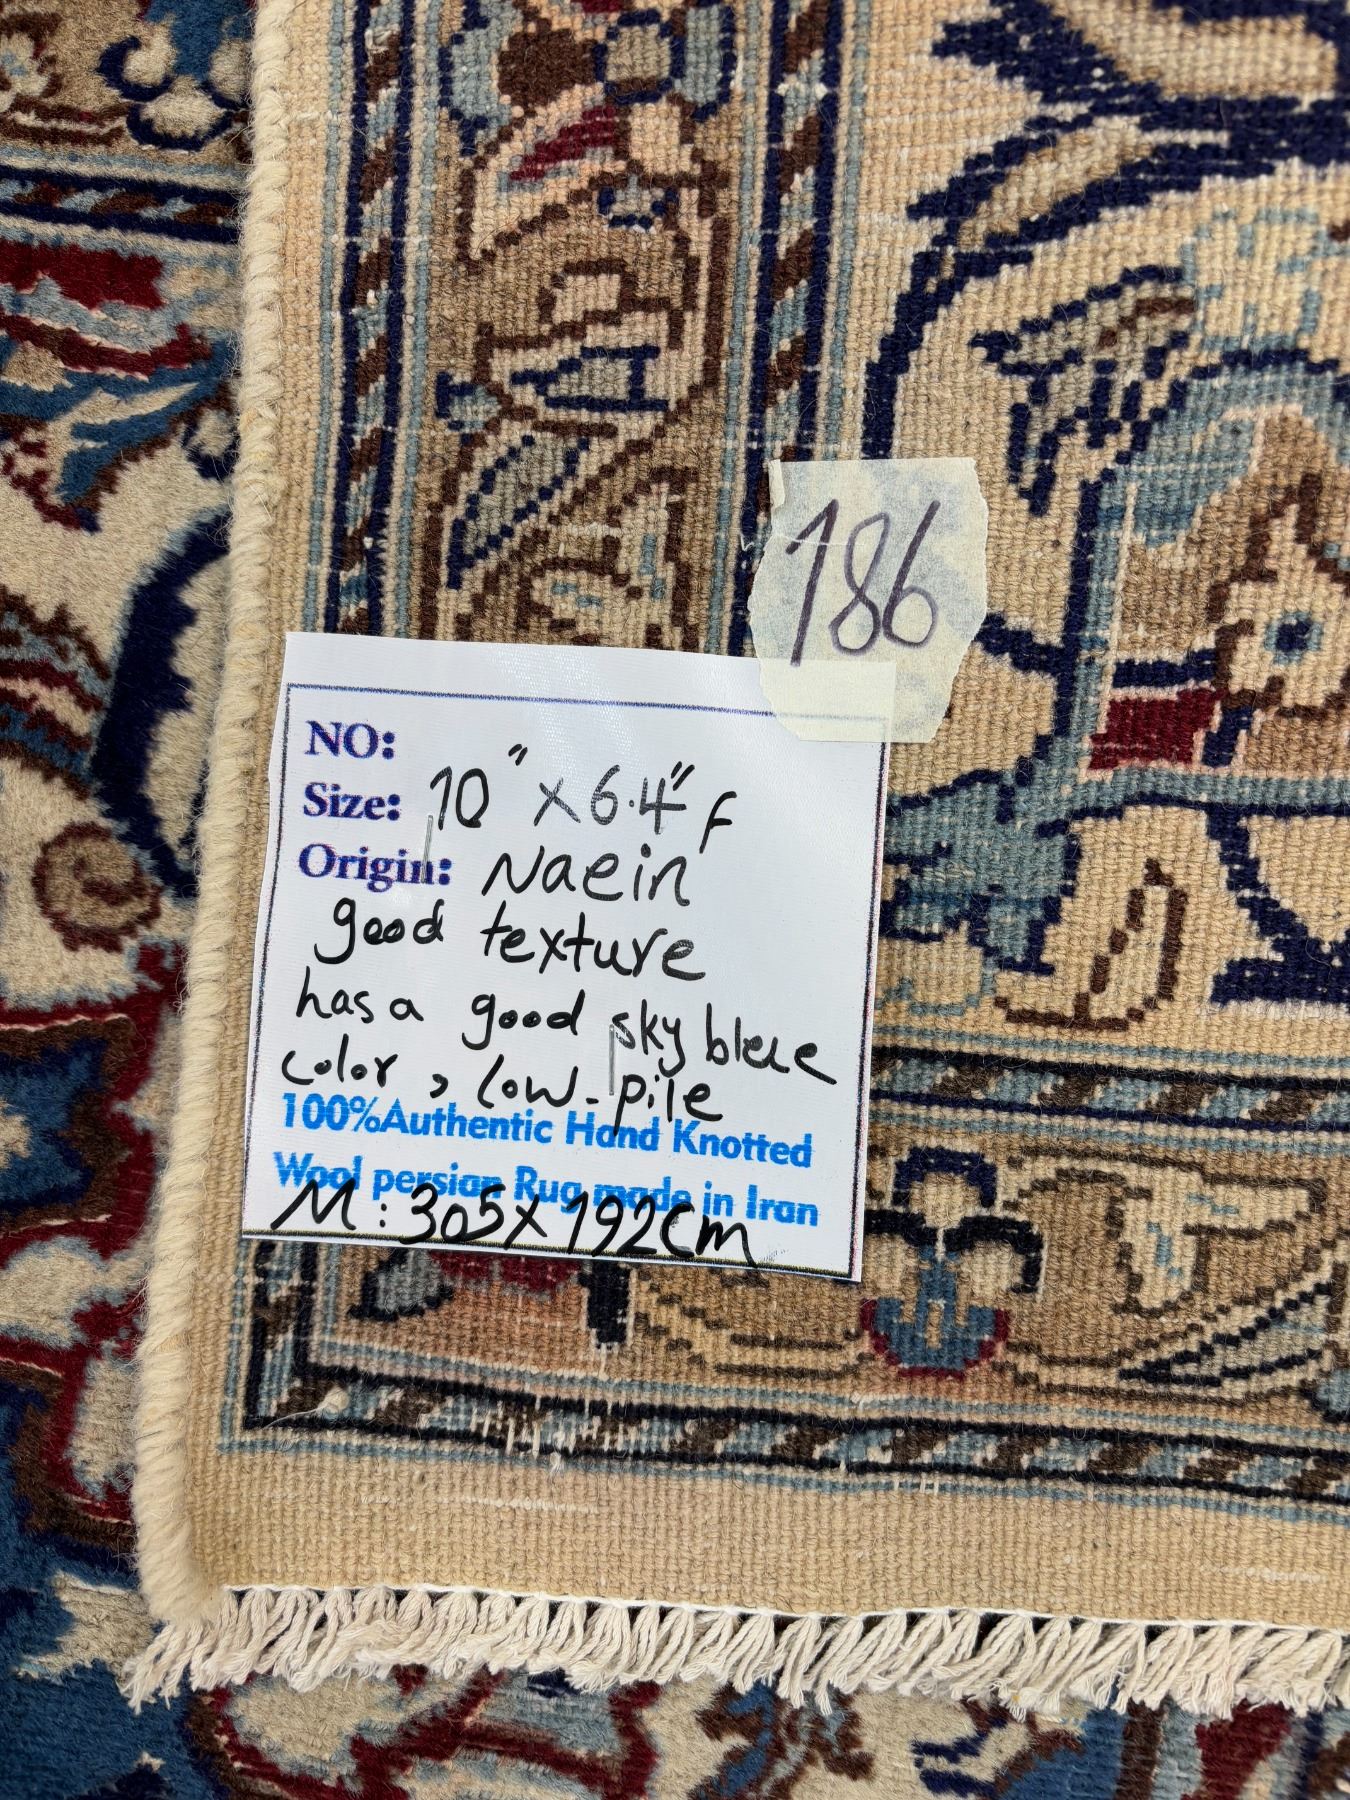 186
NO:
Size: 10" x 6.4" F
Origin: Naein
good texture
has a good sky blue
color, low-pile
100%Authentic Hand Knotted
Wool persian Rug made in Iran
M: 305x192cm